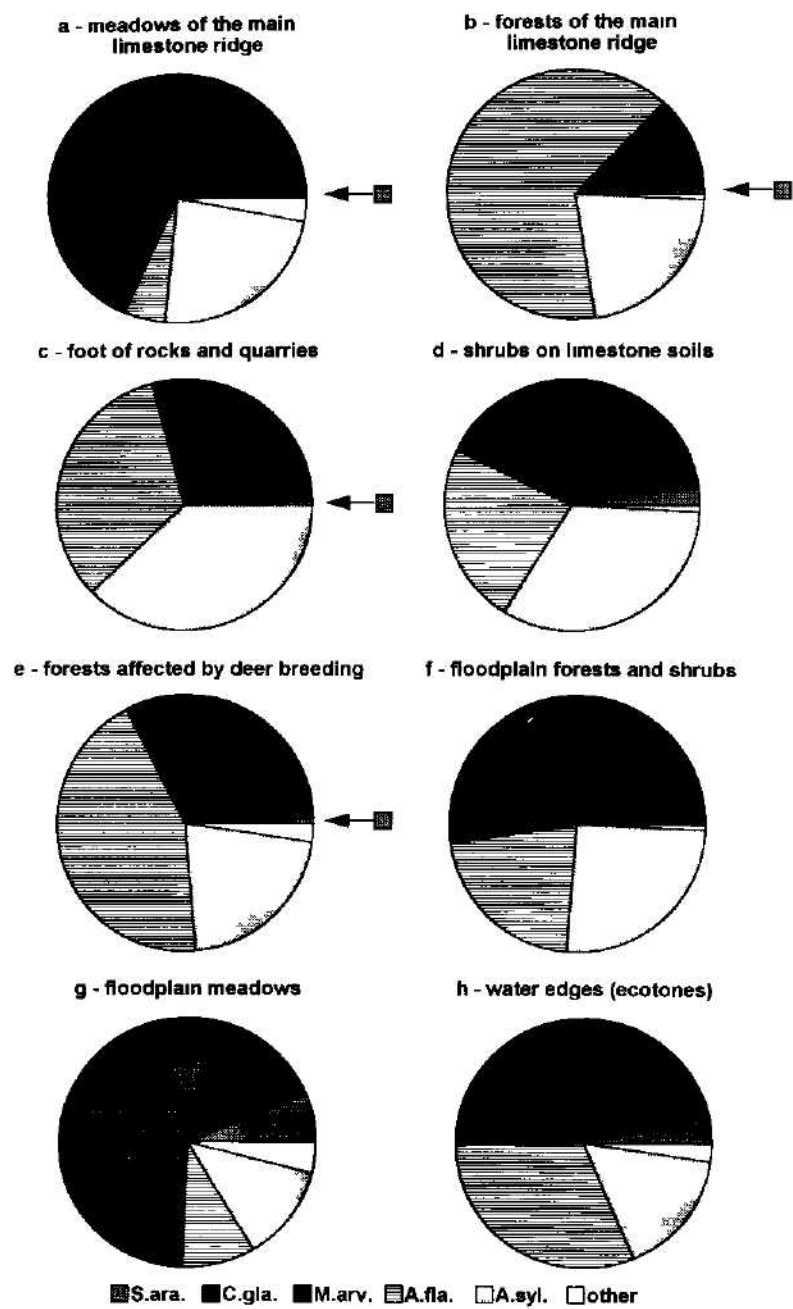 a - meadows of the main
limestone ridge
b - forests of the main
limestone ridge
c - foot of rocks and quarries
d - shrubs on limestone soils
e - forests affected by deer breeding
f - floodplain forests and shrubs
g - floodplain meadows
h - water edges (ecotones)
S.ara. C.gla. M.arv. A.fla. A.syl. other